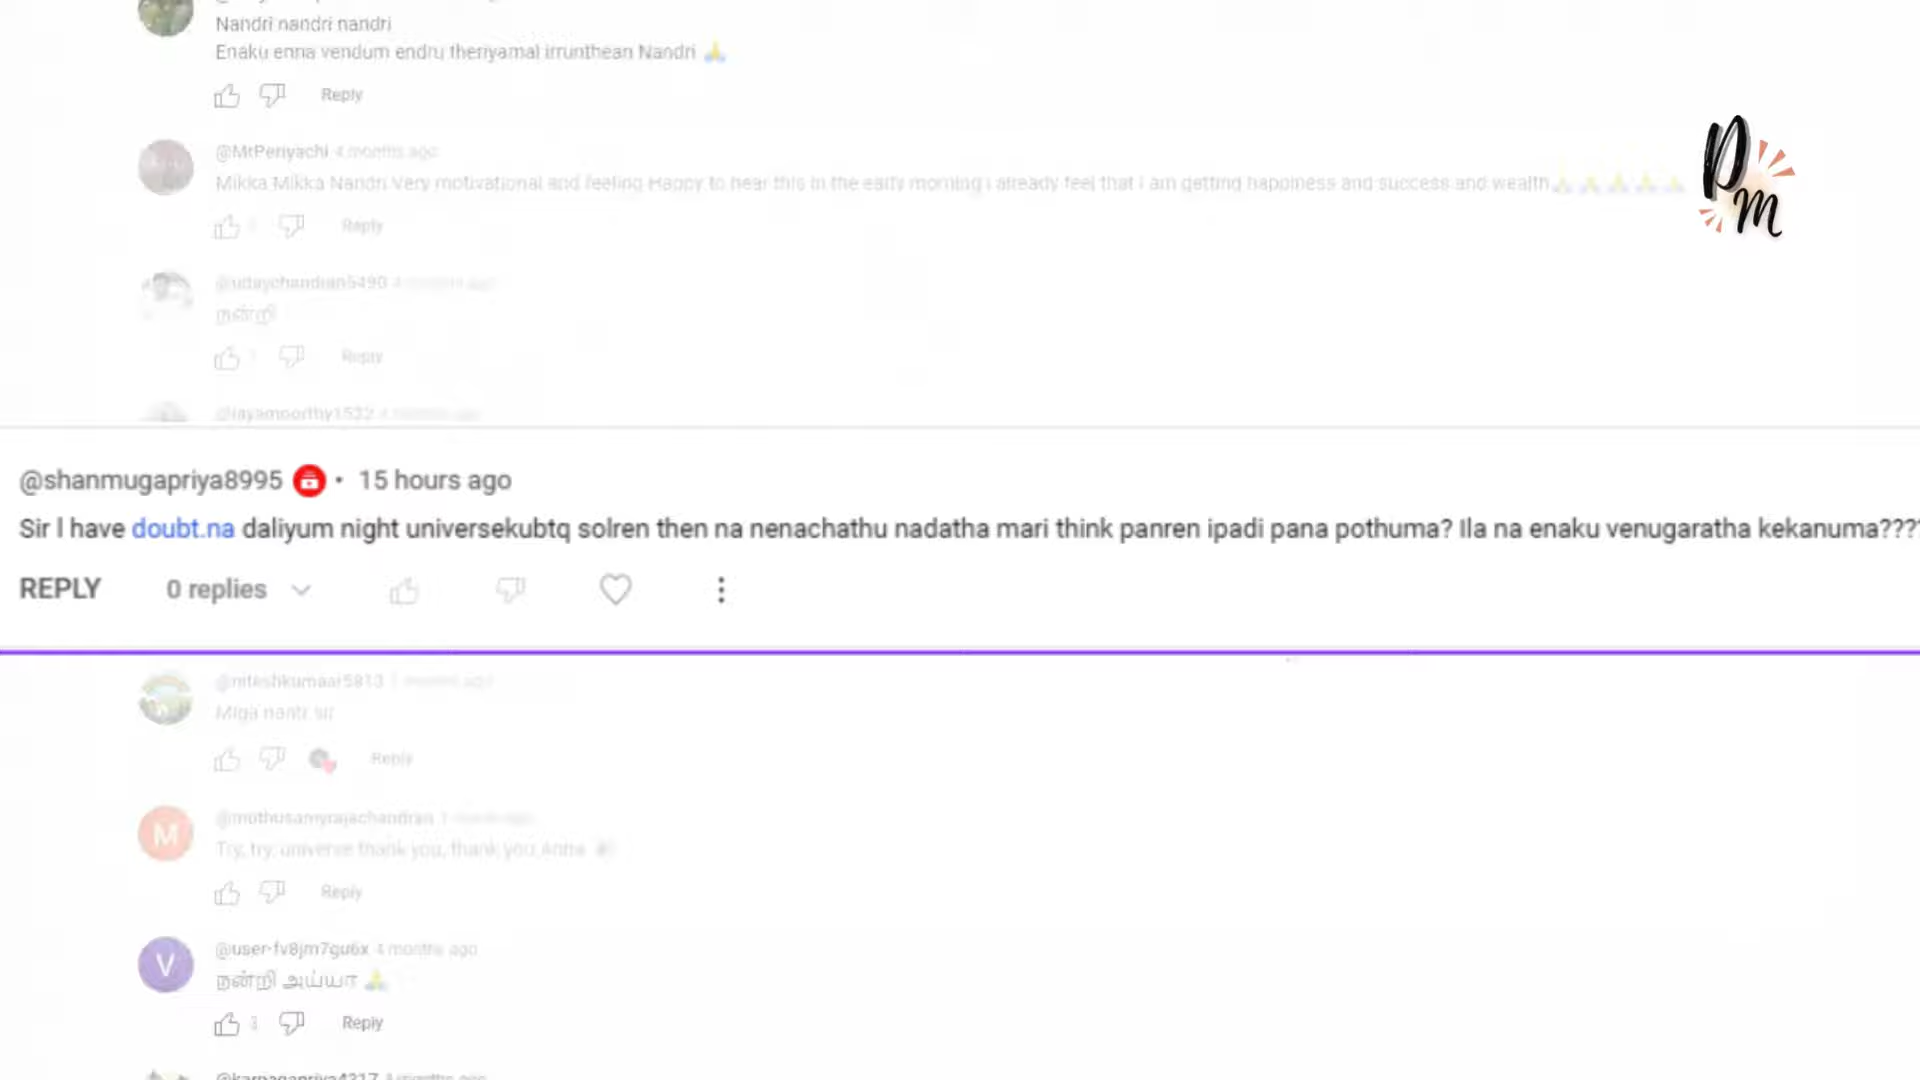 Nandri nandri nandri
Enaku enna vendum endru theriyamal irrunthean Nandri 🙏
Reply
@MrPeriyachi 4 months ago
Mikka Mikka Nandri Very motivational and feeling Happy to hear this in the early morning i already feel that I am getting happiness and success and wealth🙏🙏🙏🙏🙏
Reply
PM
@udaychandran5490
நன்றி
Reply
@jayamoorthy1532
@shanmugapriya8995 • 15 hours ago
Sir I have doubt.na daliyum night universekubtq solren then na nenachathu nadatha mari think panren ipadi pana pothuma? Ila na enaku venugaratha kekanuma????
REPLY 0 replies
@niteshkumaar5813
Miga nantr sir
Reply
M
@muthusamyrajachandran
Try, try, universe thank you, thank you Anna
Reply
V
@user-fv8jm7gu6x 4 months ago
நன்றி அய்யா 🙏
Reply
@karpagapriya4317